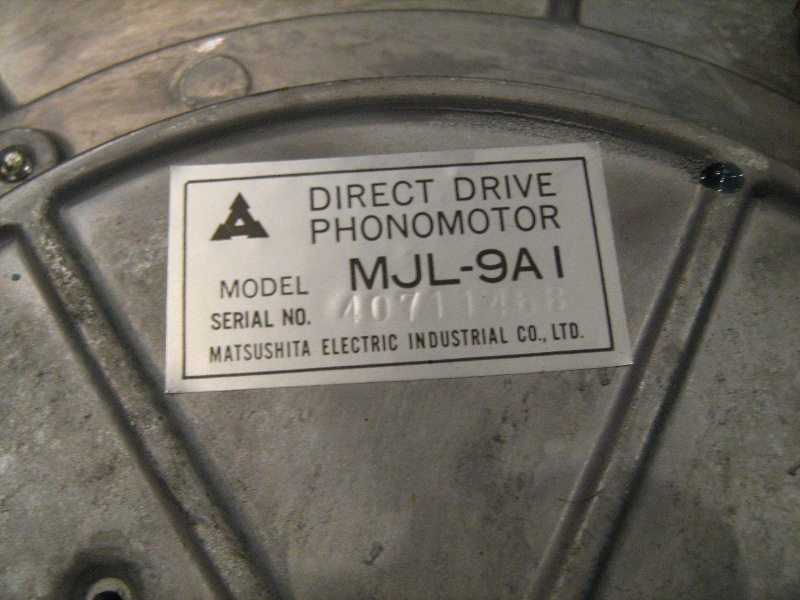 DIRECT DRIVE
PHONOMOTOR
MODEL MJL-9A1
SERIAL NO. 40711468
MATSUSHITA ELECTRIC INDUSTRIAL CO., LTD.